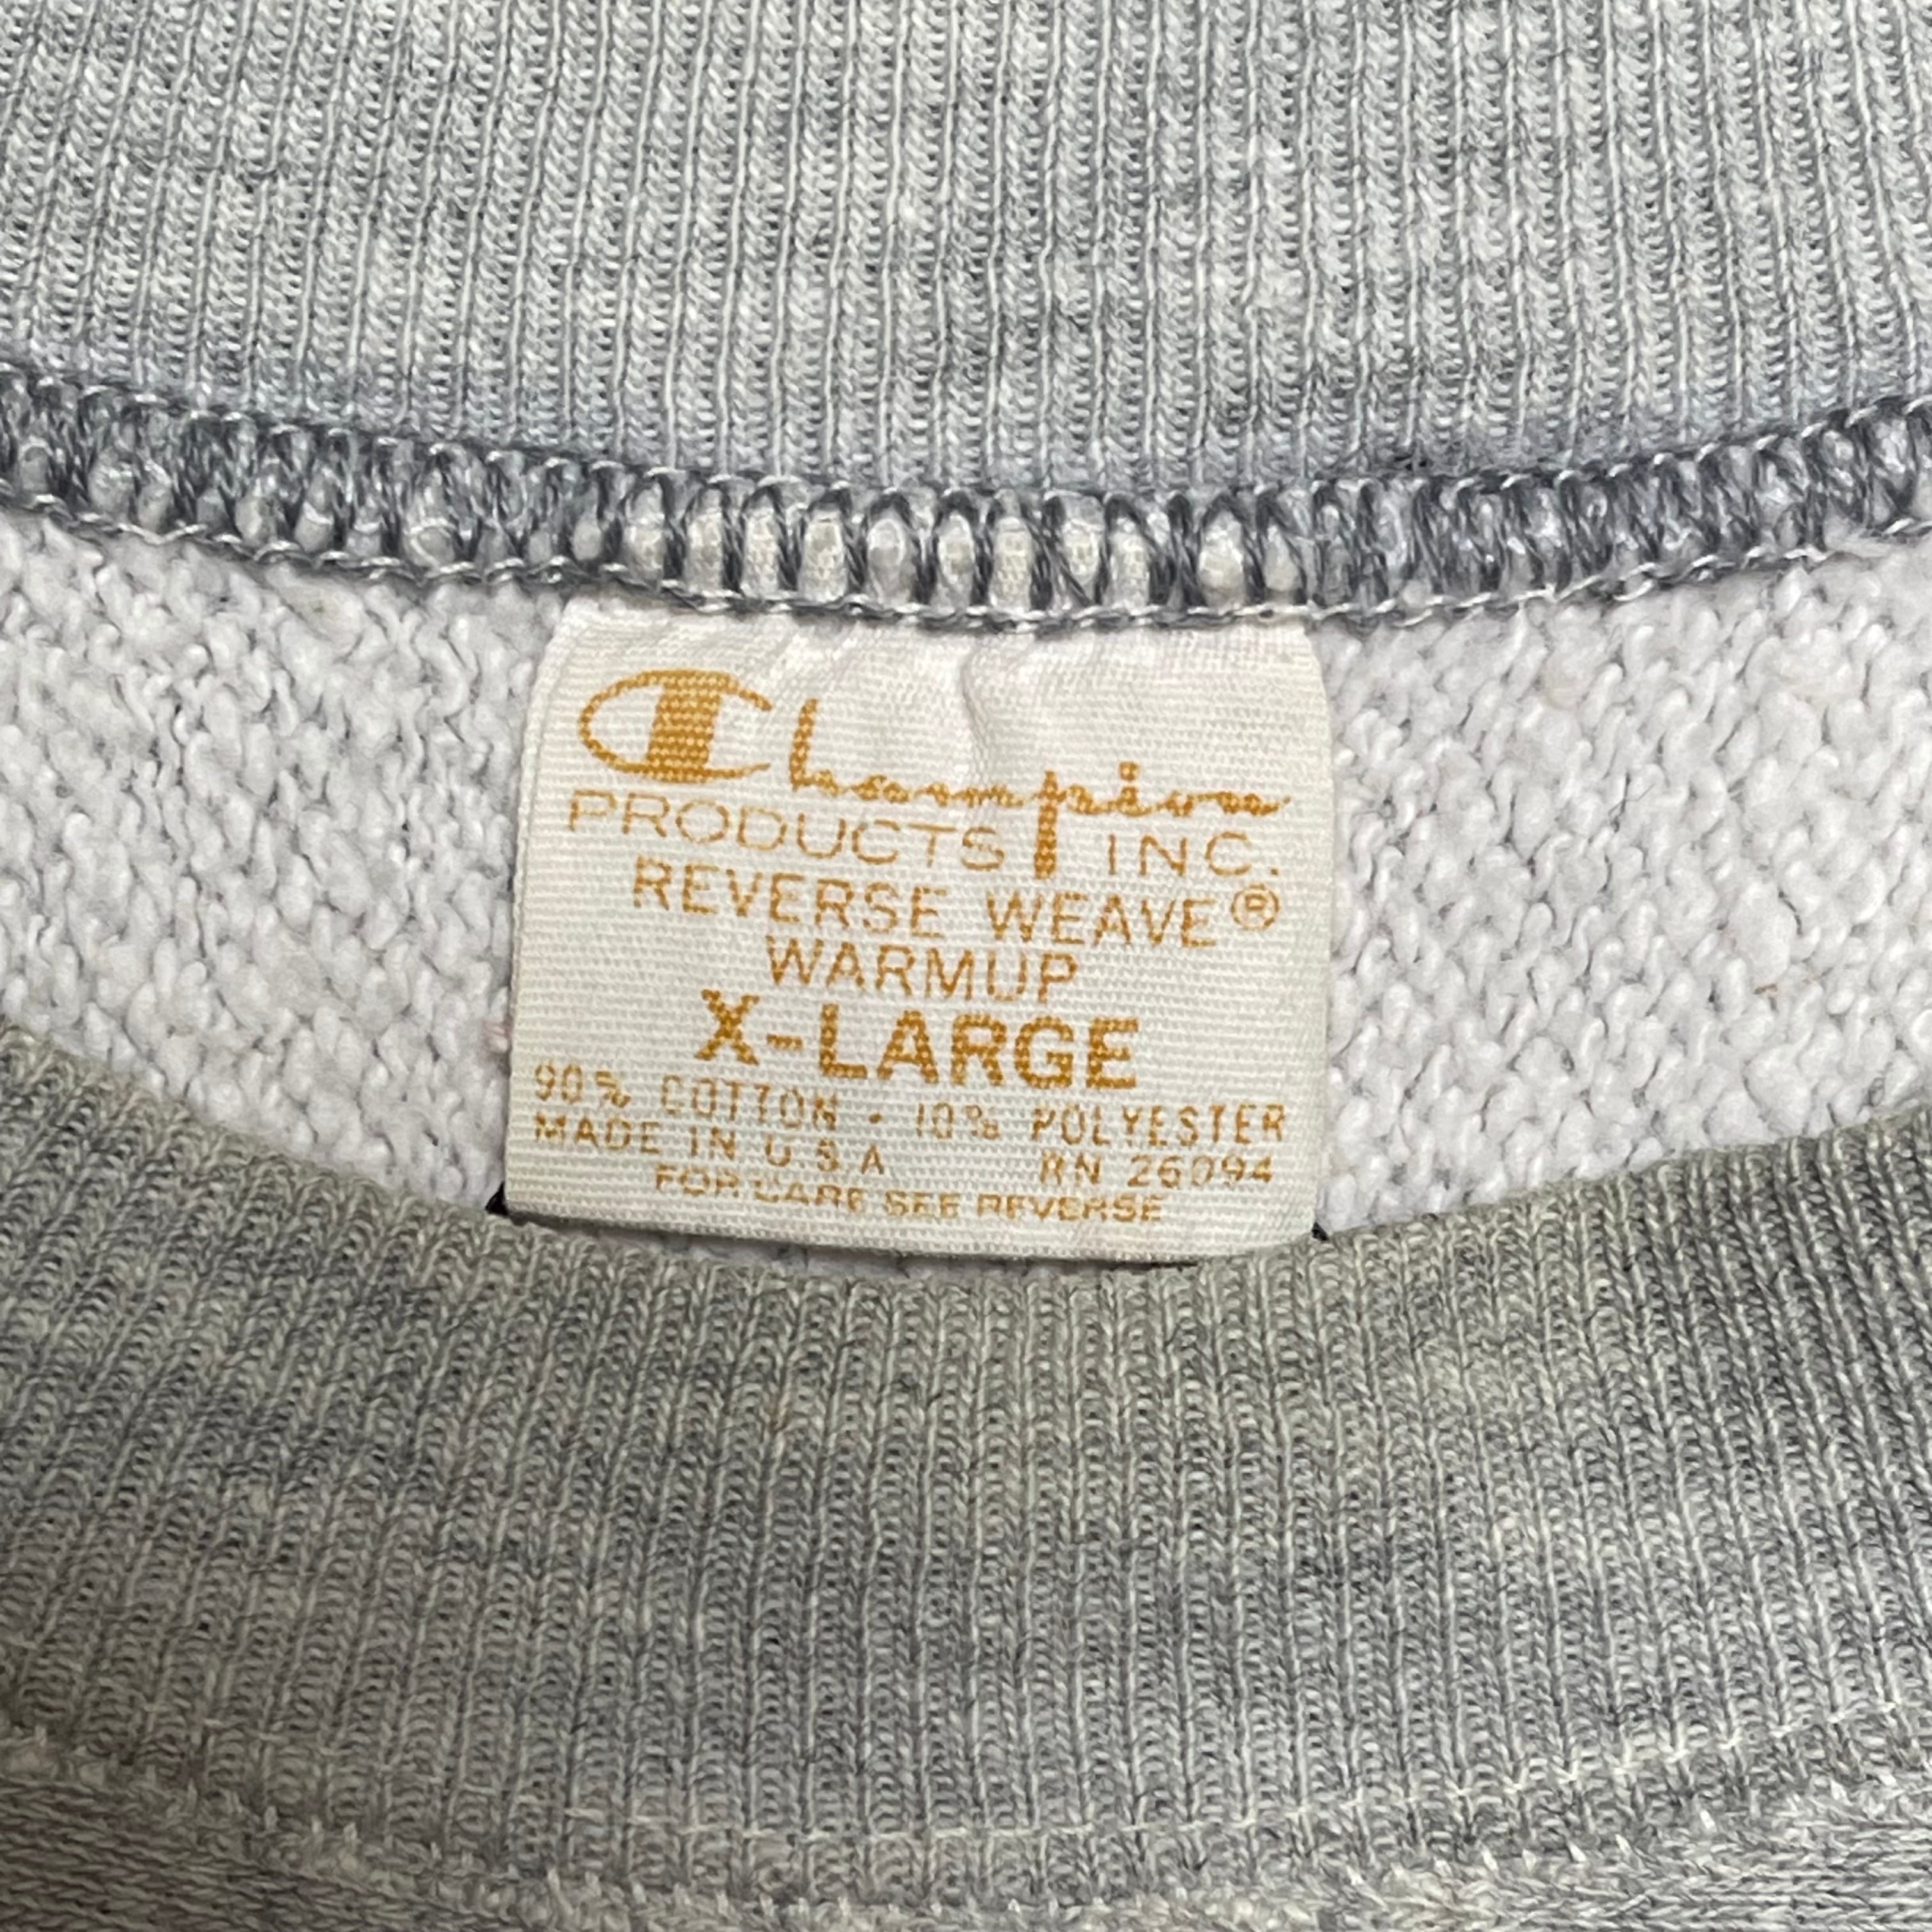 Champion
PRODUCTS INC.
REVERSE WEAVE®
WARMUP
X-LARGE
90% COTTON · 10% POLYESTER
MADE IN U.S.A RN 26094
FOR CARE SEE REVERSE